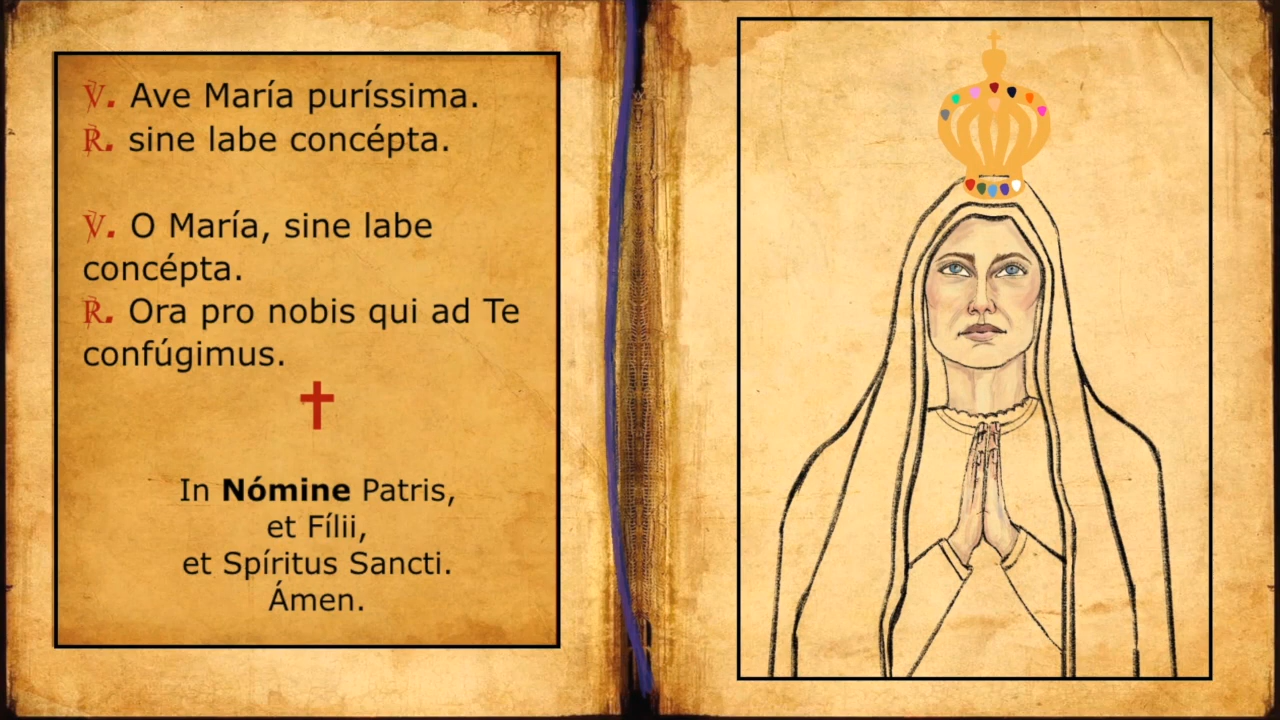 ℣. Ave María puríssima.
℟. sine labe concépta.
℣. O María, sine labe
concépta.
℟. Ora pro nobis qui ad Te
confúgimus.
In Nómine Patris,
et Fílii,
et Spíritus Sancti.
Ámen.